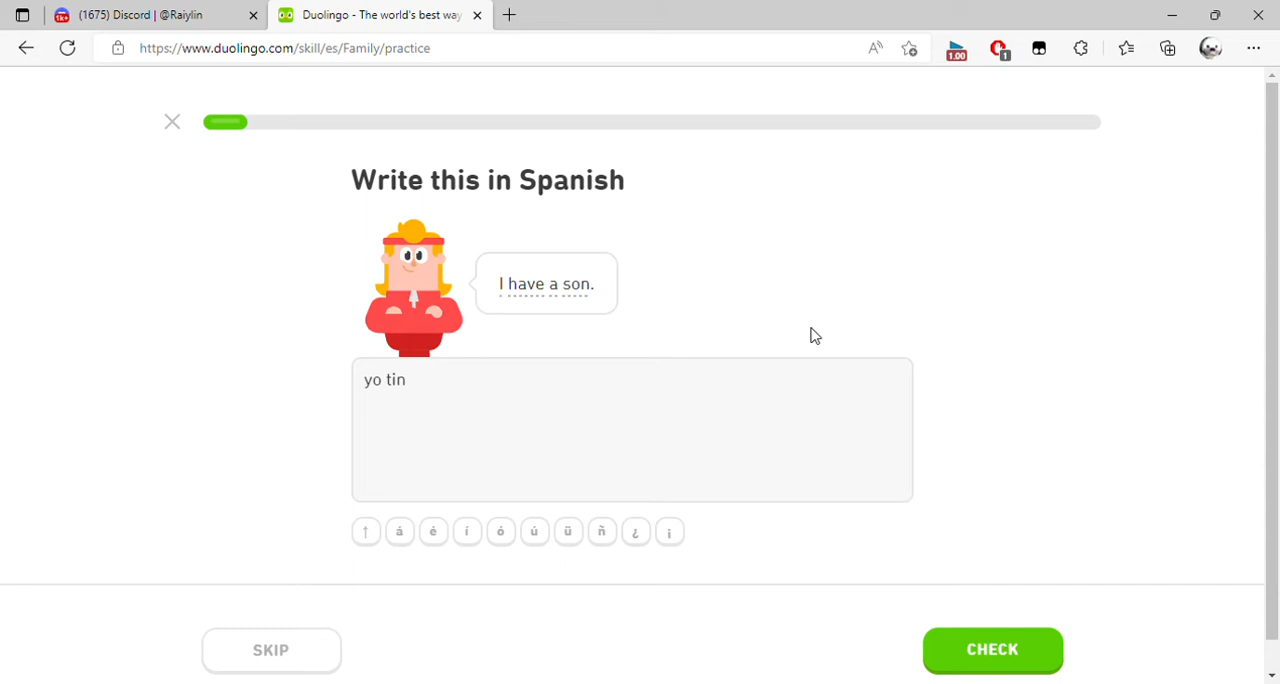 (1675) Discord | @Raiylin
Duolingo - The world's best way
https://www.duolingo.com/skill/es/Family/practice
1.00
1
Write this in Spanish
I have a son.
yo tin
↑ á é í ó ú ü ñ ¿ ¡
SKIP
CHECK